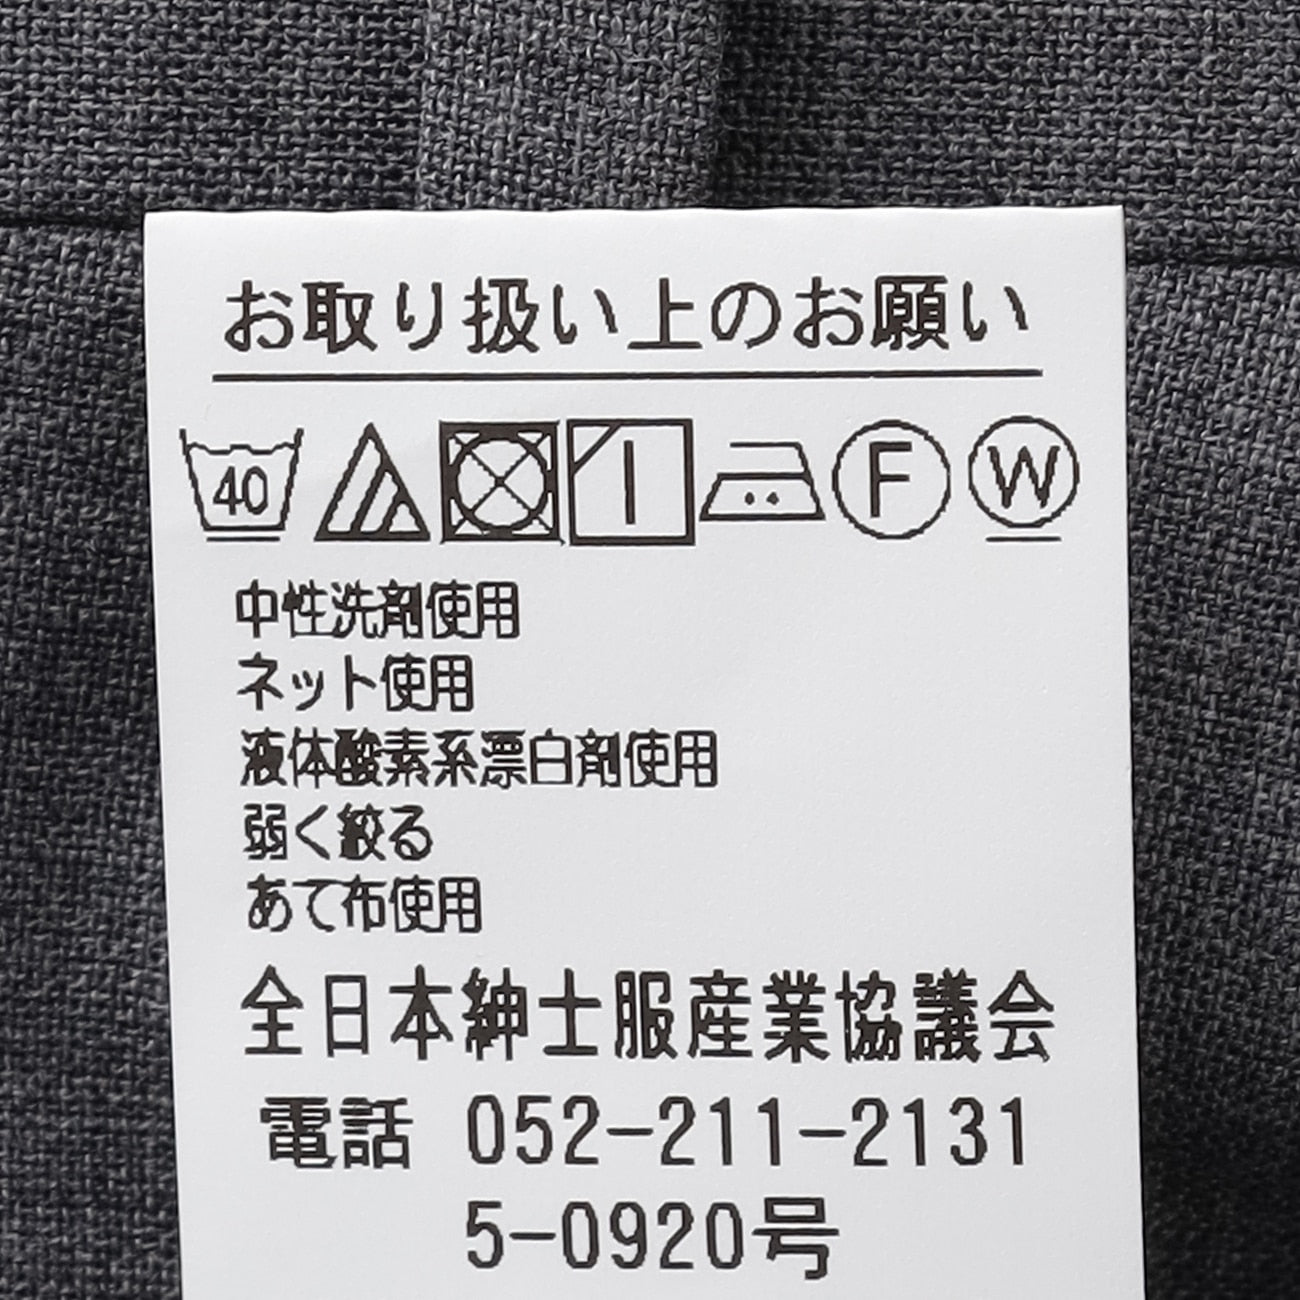 お取り扱い上のお願い
40 F W
中性洗剤使用
ネット使用
液体酸素系漂白剤使用
弱く絞る
あて布使用
全日本紳士服産業協議会
電話 052-211-2131
5-0920号